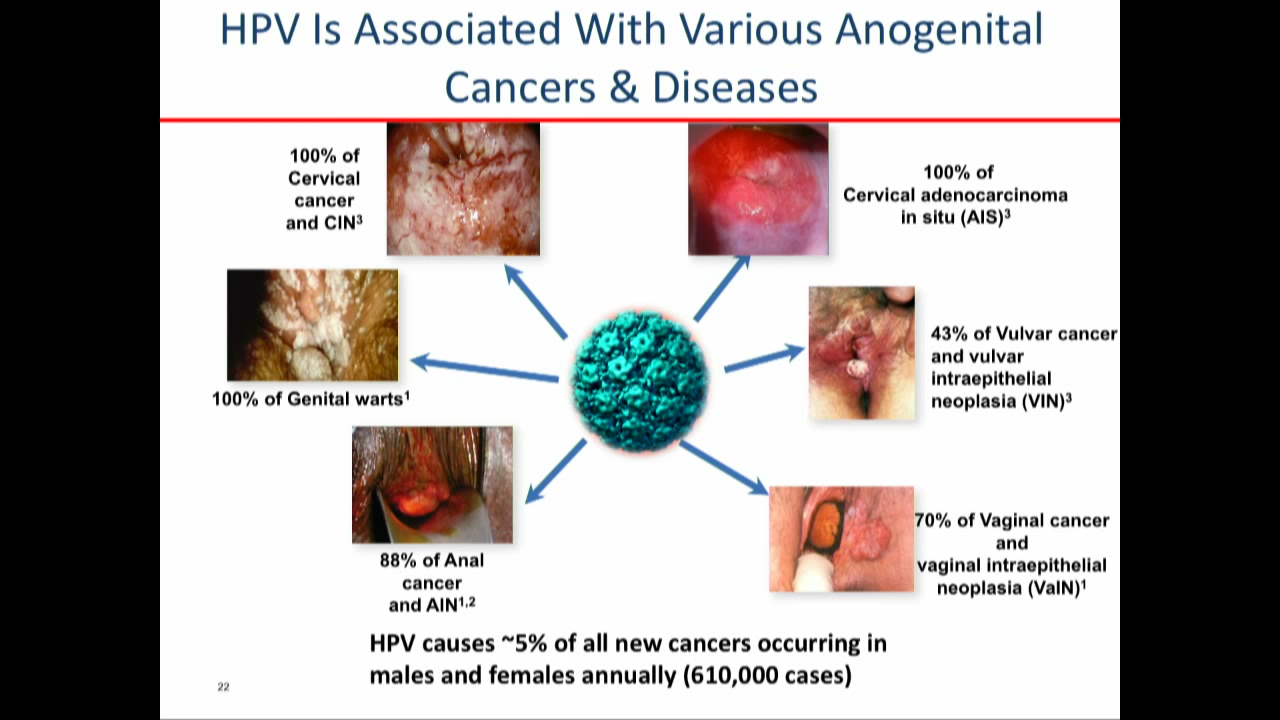 HPV Is Associated With Various Anogenital
Cancers & Diseases
100% of
Cervical
cancer
and CIN³
100% of
Cervical adenocarcinoma
in situ (AIS)³
100% of Genital warts¹
43% of Vulvar cancer
and vulvar
intraepithelial
neoplasia (VIN)³
88% of Anal
cancer
and AIN¹,²
70% of Vaginal cancer
and
vaginal intraepithelial
neoplasia (VaIN)¹
HPV causes ~5% of all new cancers occurring in
males and females annually (610,000 cases)
22